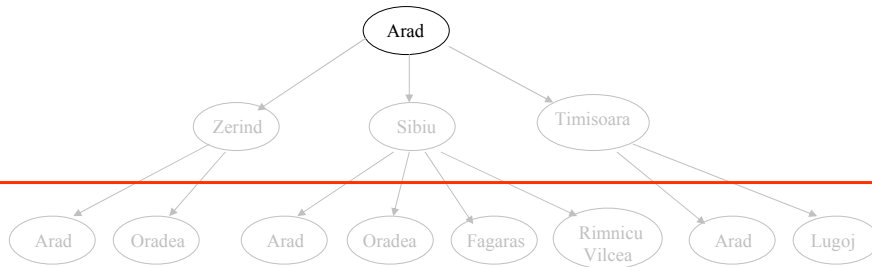 Arad
Zerind
Sibiu
Timisoara
Arad
Oradea
Arad
Oradea
Fagaras
Rimnicu
Vilcea
Arad
Lugoj